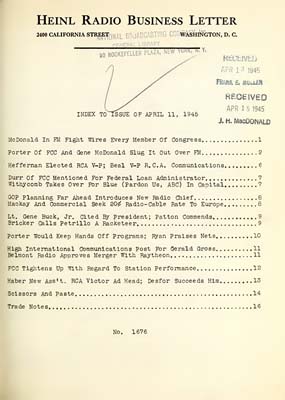 HEINL RADIO BUSINESS LETTER
2400 CALIFORNIA STREET WASHINGTON, D. C.
NATIONAL BROADCASTING COMPANY, INC.
GENERAL LIBRARY
30 ROCKEFELLER PLAZA, NEW YORK, N. Y.
RECEIVED
APR 13 1945
FRANK E. MULLEN
RECEIVED
APR 13 1945
J. H. MacDONALD
INDEX TO ISSUE OF APRIL 11, 1945
McDonald In FM Fight Wires Every Member Of Congress.............1
Porter Of FCC And Gene McDonald Slug It Out Over FM.............2
Heffernan Elected RCA V-P; Beal V-P R.C.A. Communications.......6
Durr Of FCC Mentioned For Federal Loan Administrator............7
Withycomb Takes Over For Blue (Pardon Us, ABC) In Capital.......7
GOP Planning Far Ahead Introduces New Radio Chief...............8
Mackay And Commercial Seek 20¢ Radio-Cable Rate To Europe.......8
Lt. Gene Buck, Jr. Cited By President; Patton Commends..........9
Bricker Calls Petrillo A Racketeer..............................9
Porter Would Keep Hands Off Programs; Ryan Praises Nets........10
High International Communications Post For Gerald Gross........11
Belmont Radio Approves Merger With Raytheon....................11
FCC Tightens Up With Regard To Station Performance.............12
Haber New Ass't. RCA Victor Ad Head; Desfor Succeeds Him.......13
Scissors And Paste.............................................14
Trade Notes....................................................16
No. 1676